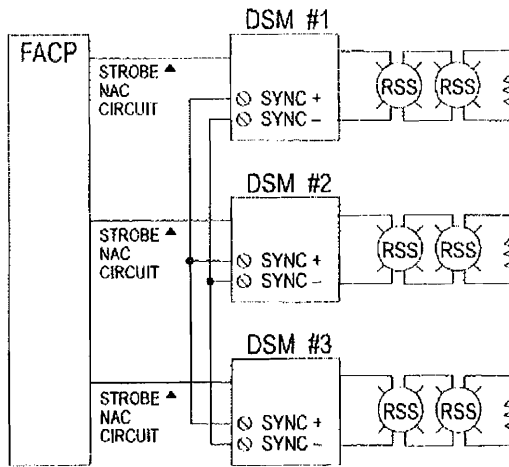 DSM #1
FACP
STROBE ▲
NAC
CIRCUIT
SYNC +
SYNC –
RSS
RSS
DSM #2
STROBE ▲
NAC
CIRCUIT
SYNC +
SYNC –
RSS
RSS
DSM #3
STROBE ▲
NAC
CIRCUIT
SYNC +
SYNC –
RSS
RSS